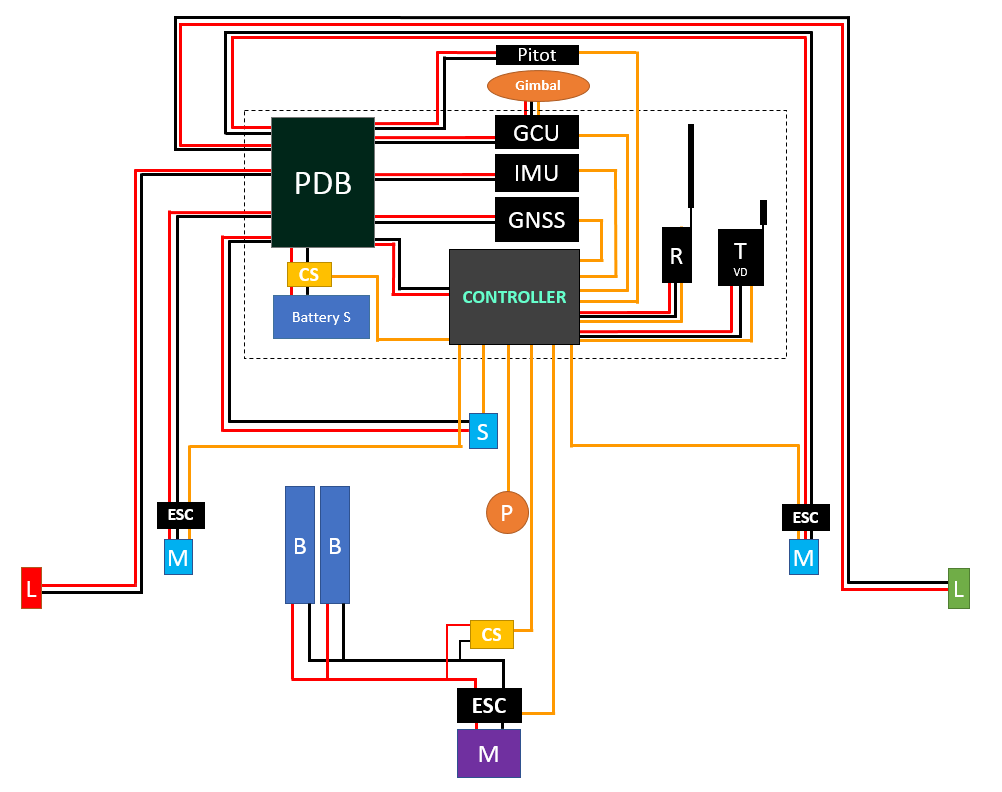 Pitot
Gimbal
GCU
PDB
IMU
GNSS
R
T
VD
CS
CONTROLLER
Battery S
S
ESC
P
ESC
M
B
B
M
L
L
CS
ESC
M